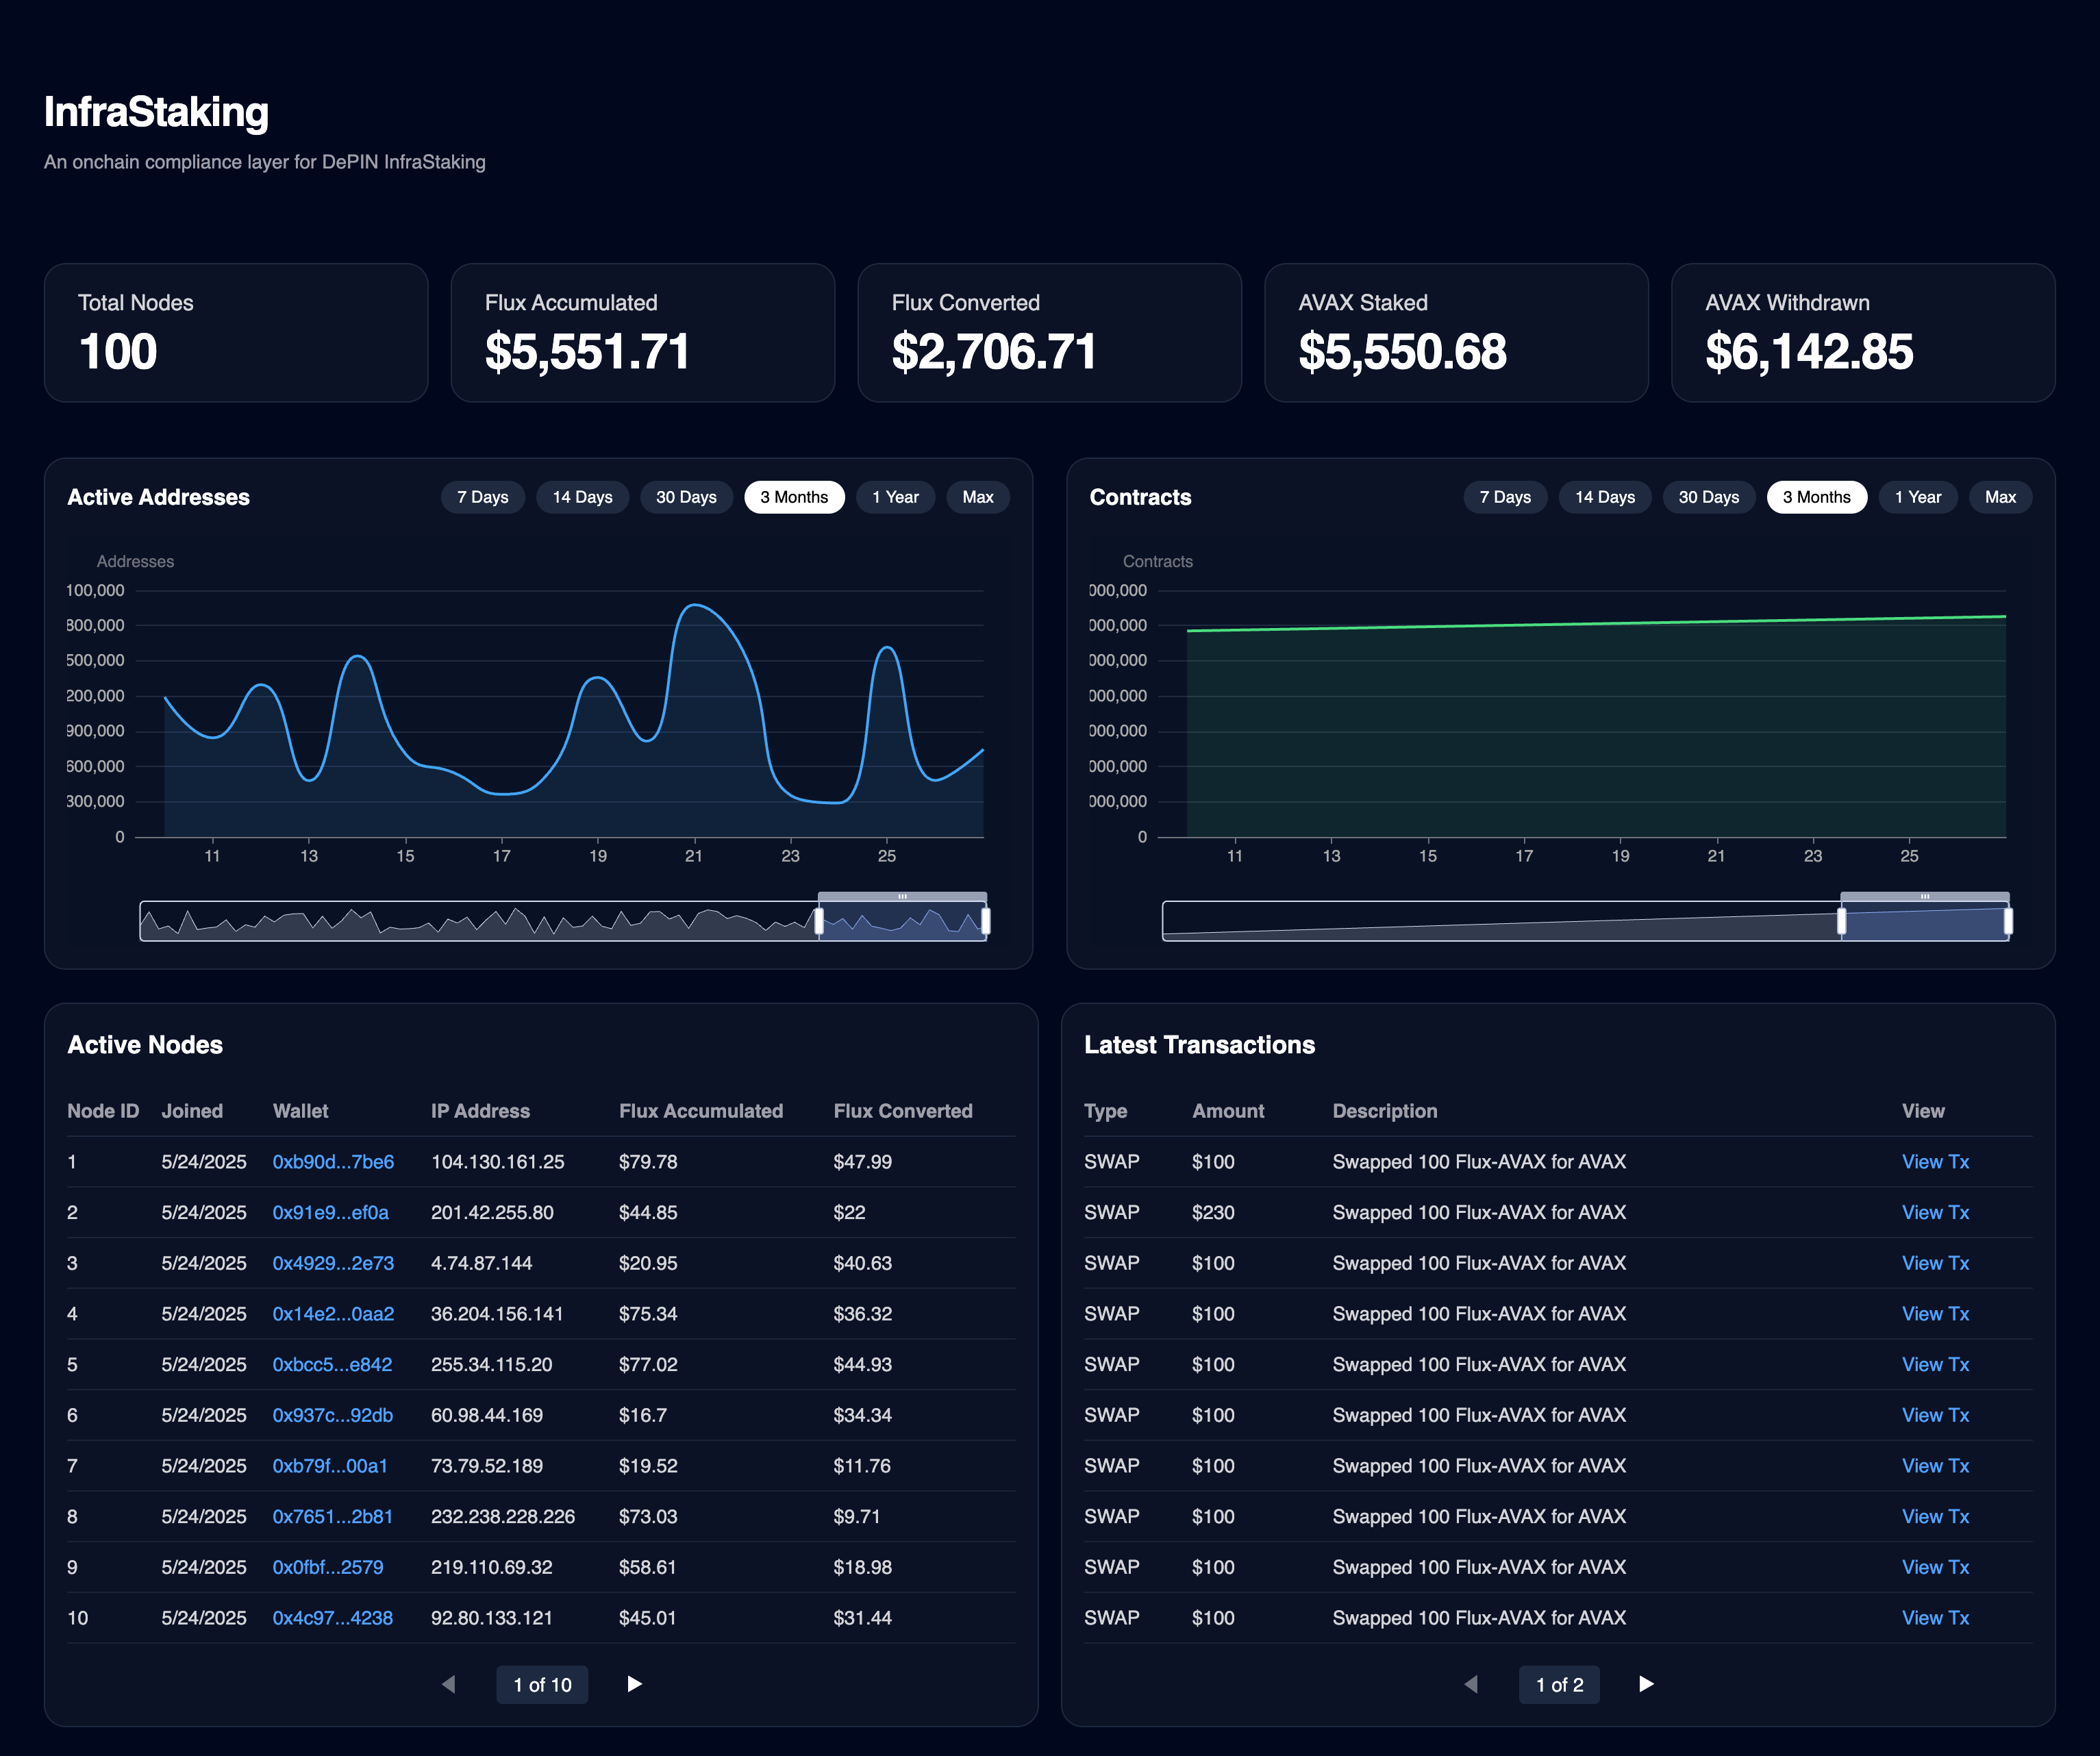 InfraStaking
An onchain compliance layer for DePIN InfraStaking
Total Nodes
100
Flux Accumulated
$5,551.71
Flux Converted
$2,706.71
AVAX Staked
$5,550.68
AVAX Withdrawn
$6,142.85
Active Addresses
7 Days 14 Days 30 Days 3 Months 1 Year Max
Addresses
100,000
800,000
500,000
200,000
900,000
600,000
300,000
0
11 13 15 17 19 21 23 25
Contracts
7 Days 14 Days 30 Days 3 Months 1 Year Max
Contracts
000,000
000,000
000,000
000,000
000,000
000,000
000,000
0
11 13 15 17 19 21 23 25
Active Nodes
Node ID Joined Wallet IP Address Flux Accumulated Flux Converted
1 5/24/2025 0xb90d...7be6 104.130.161.25 $79.78 $47.99
2 5/24/2025 0x91e9...ef0a 201.42.255.80 $44.85 $22
3 5/24/2025 0x4929...2e73 4.74.87.144 $20.95 $40.63
4 5/24/2025 0x14e2...0aa2 36.204.156.141 $75.34 $36.32
5 5/24/2025 0xbcc5...e842 255.34.115.20 $77.02 $44.93
6 5/24/2025 0x937c...92db 60.98.44.169 $16.7 $34.34
7 5/24/2025 0xb79f...00a1 73.79.52.189 $19.52 $11.76
8 5/24/2025 0x7651...2b81 232.238.228.226 $73.03 $9.71
9 5/24/2025 0x0fbf...2579 219.110.69.32 $58.61 $18.98
10 5/24/2025 0x4c97...4238 92.80.133.121 $45.01 $31.44
1 of 10
Latest Transactions
Type Amount Description View
SWAP $100 Swapped 100 Flux-AVAX for AVAX View Tx
SWAP $230 Swapped 100 Flux-AVAX for AVAX View Tx
SWAP $100 Swapped 100 Flux-AVAX for AVAX View Tx
SWAP $100 Swapped 100 Flux-AVAX for AVAX View Tx
SWAP $100 Swapped 100 Flux-AVAX for AVAX View Tx
SWAP $100 Swapped 100 Flux-AVAX for AVAX View Tx
SWAP $100 Swapped 100 Flux-AVAX for AVAX View Tx
SWAP $100 Swapped 100 Flux-AVAX for AVAX View Tx
SWAP $100 Swapped 100 Flux-AVAX for AVAX View Tx
SWAP $100 Swapped 100 Flux-AVAX for AVAX View Tx
1 of 2